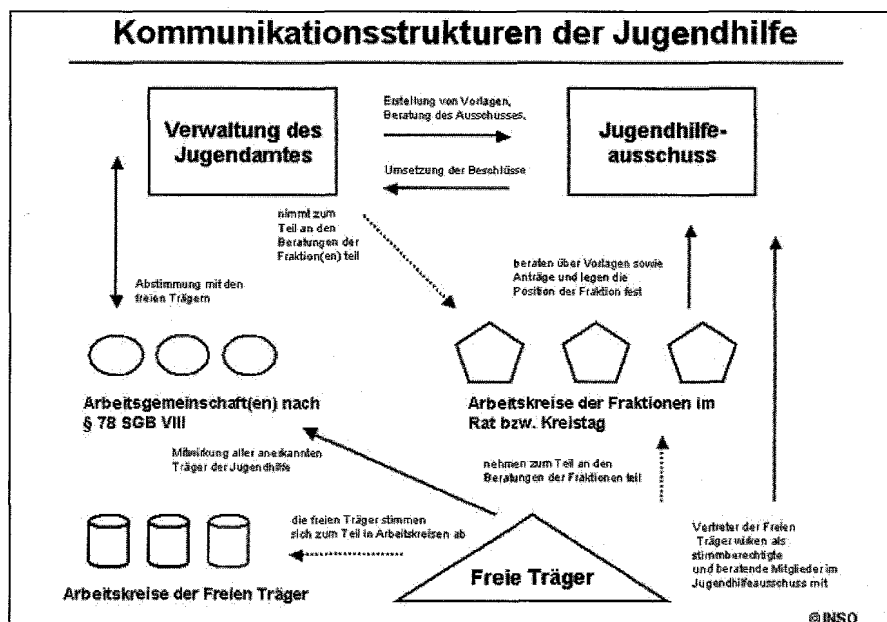 Kommunikationsstrukturen der Jugendhilfe
Verwaltung des
Jugendamtes
Erstellung von Vorlagen,
Beratung des Ausschusses,
Umsetzung der Beschlüsse
Jugendhilfe-
ausschuss
nimmt zum
Teil an den
Beratungen der
Fraktion(en) teil
Abstimmung mit den
freien Trägern
beraten über Vorlagen sowie
Anträge und legen die
Position der Fraktion fest
Arbeitsgemeinschaft(en) nach
§ 78 SGB VIII
Arbeitskreise der Fraktionen im
Rat bzw. Kreistag
Mitwirkung aller anerkannten
Träger der Jugendhilfe
nehmen zum Teil an den
Beratungen der Fraktionen teil
die freien Träger stimmen
sich zum Teil in Arbeitskreisen ab
Freie Träger
Vertreter der Freien
Träger wirken als
stimmberechtigte
und beratende Mitglieder im
Jugendhilfeausschuss mit
Arbeitskreise der Freien Träger
@INSO